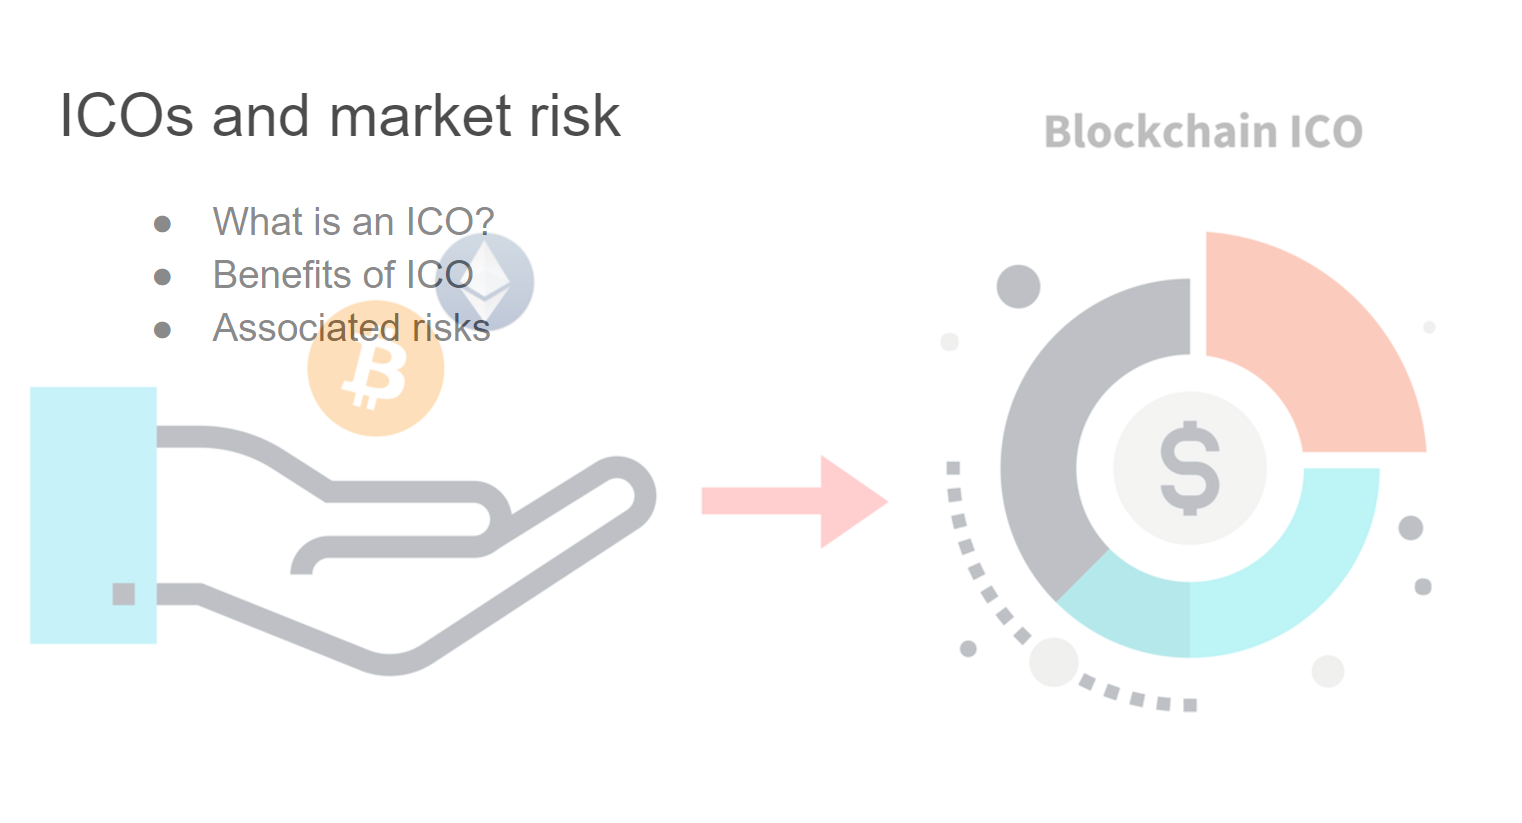 ICOs and market risk
Blockchain ICO
● What is an ICO?
● Benefits of ICO
● Associated risks
$